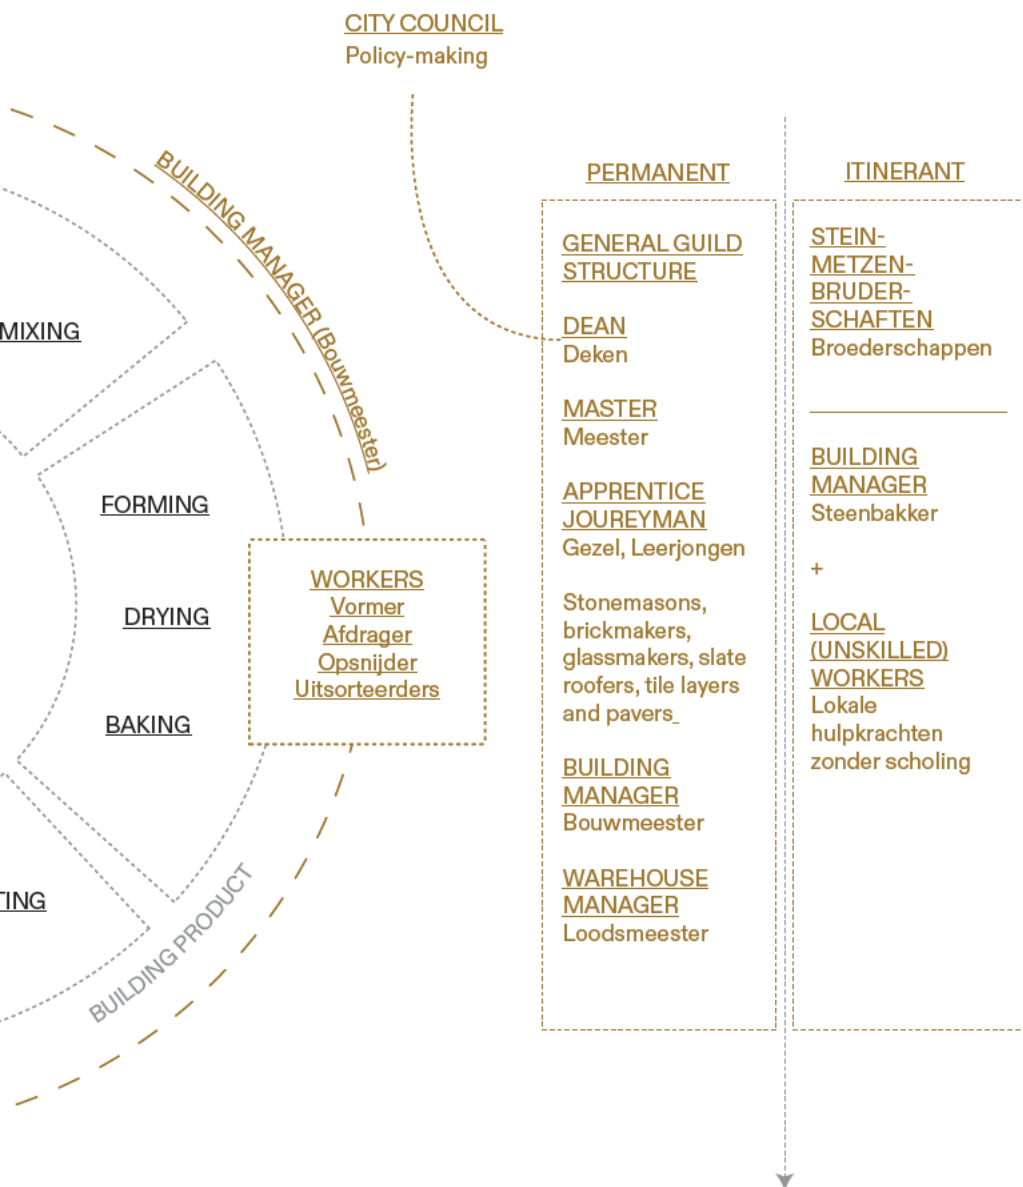 CITY COUNCIL
Policy-making
BUILDING MANAGER (Bouwmeester)
MIXING
FORMING
DRYING
BAKING
TING
BUILDING PRODUCT
WORKERS
Vormer
Afdrager
Opsnijder
Uitsorteerders
PERMANENT
GENERAL GUILD
STRUCTURE
DEAN
Deken
MASTER
Meester
APPRENTICE
JOUREYMAN
Gezel, Leerjongen
Stonemasons,
brickmakers,
glassmakers, slate
roofers, tile layers
and pavers_
BUILDING
MANAGER
Bouwmeester
WAREHOUSE
MANAGER
Loodsmeester
ITINERANT
STEIN-
METZEN-
BRUDER-
SCHAFTEN
Broederschappen
BUILDING
MANAGER
Steenbakker
+
LOCAL
(UNSKILLED)
WORKERS
Lokale
hulpkrachten
zonder scholing